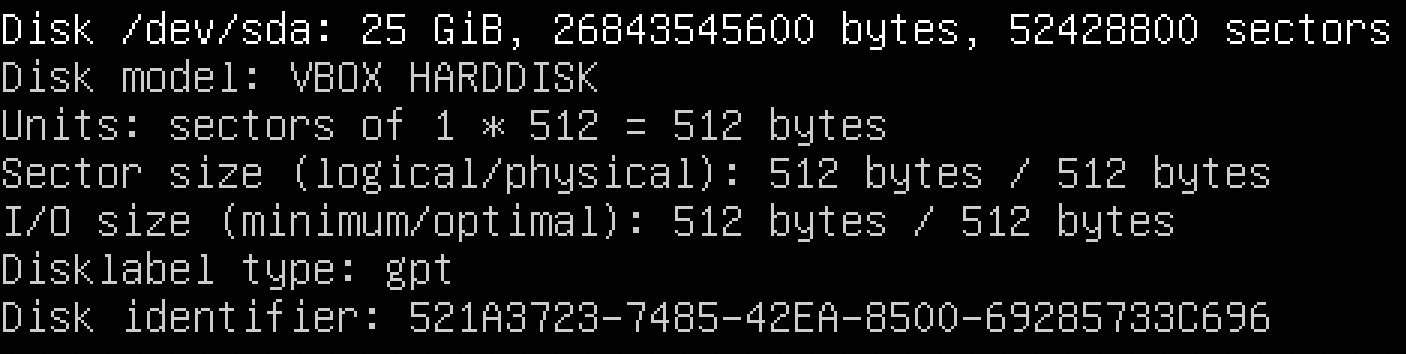 Disk /dev/sda: 25 GiB, 26843545600 bytes, 52428800 sectors
Disk model: VBOX HARDDISK
Units: sectors of 1 * 512 = 512 bytes
Sector size (logical/physical): 512 bytes / 512 bytes
I/O size (minimum/optimal): 512 bytes / 512 bytes
Disklabel type: gpt
Disk identifier: 521A3723-7485-42EA-8500-69285733C696